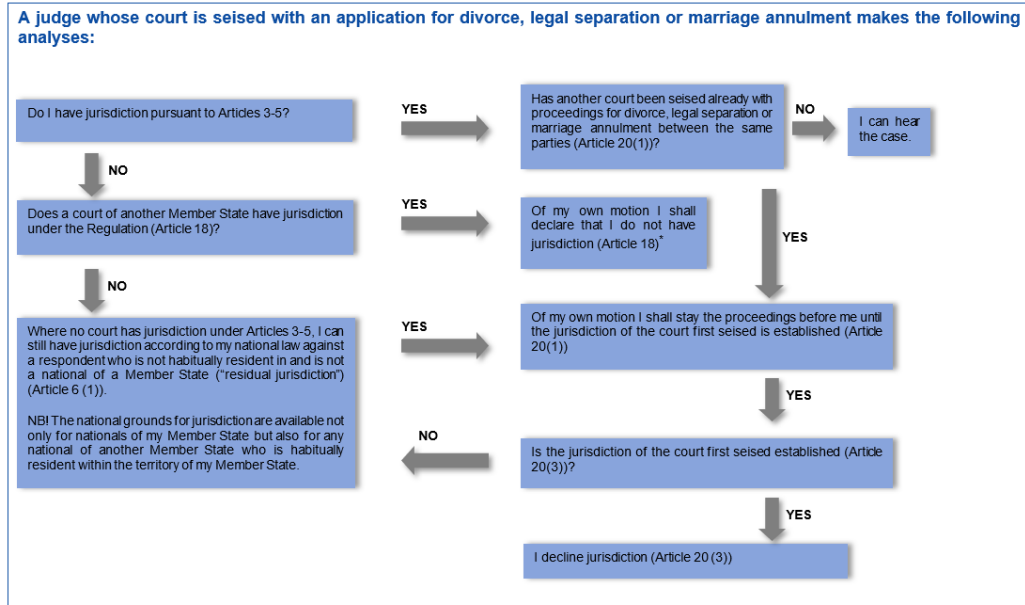 A judge whose court is seised with an application for divorce, legal separation or marriage annulment makes the following
analyses:
Do I have jurisdiction pursuant to Articles 3-5?
YES
Has another court been seised already with
proceedings for divorce, legal separation or
marriage annulment between the same
parties (Article 20(1))?
NO
I can hear
the case.
NO
Does a court of another Member State have jurisdiction
under the Regulation (Article 18)?
YES
Of my own motion I shall
declare that I do not have
jurisdiction (Article 18)*
YES
NO
Where no court has jurisdiction under Articles 3-5, I can
still have jurisdiction according to my national law against
a respondent who is not habitually resident in and is not
a national of a Member State (“residual jurisdiction”)
(Article 6 (1)).
NB! The national grounds for jurisdiction are available not
only for nationals of my Member State but also for any
national of another Member State who is habitually
resident within the territory of my Member State.
YES
Of my own motion I shall stay the proceedings before me until
the jurisdiction of the court first seised is established (Article
20(1))
YES
NO
Is the jurisdiction of the court first seised established (Article
20(3))?
YES
I decline jurisdiction (Article 20 (3))